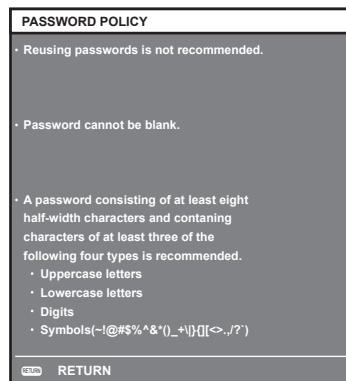 PASSWORD POLICY
• Reusing passwords is not recommended.
• Password cannot be blank.
• A password consisting of at least eight
half-width characters and contaning
characters of at least three of the
following four types is recommended.
• Uppercase letters
• Lowercase letters
• Digits
• Symbols(~!@#$%^&*()_+\|}{][<>.,/?`)
RETURN RETURN